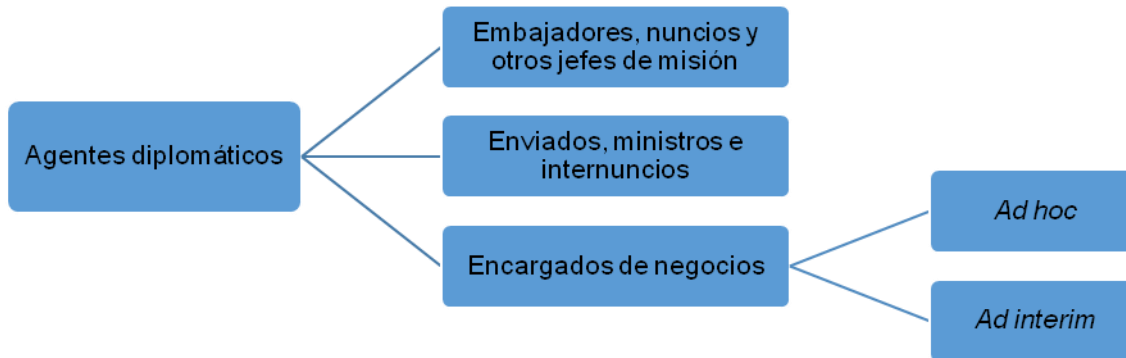 Embajadores, nuncios y
otros jefes de misión
Agentes diplomáticos
Enviados, ministros e
internuncios
Encargados de negocios
Ad hoc
Ad interim